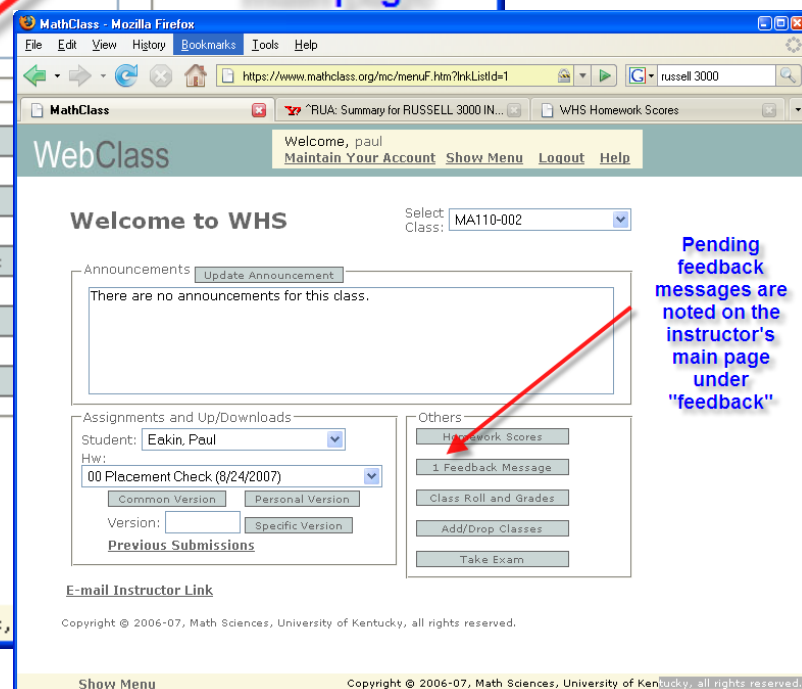 MathClass - Mozilla Firefox
File Edit View History Bookmarks Tools Help
https://www.mathclass.org/mc/menuF.htm?lnkListId=1
G russell 3000
MathClass
^RUA: Summary for RUSSELL 3000 IN...
WHS Homework Scores
WebClass
Welcome, paul
Maintain Your Account Show Menu Logout Help
Welcome to WHS
Select Class: MA110-002
Announcements Update Announcement
There are no announcements for this class.
Pending
feedback
messages are
noted on the
instructor's
main page
under
"feedback"
Assignments and Up/Downloads
Student: Eakin, Paul
Hw:
00 Placement Check (8/24/2007)
Common Version Personal Version
Version: Specific Version
Previous Submissions
Others
Homework Scores
1 Feedback Message
Class Roll and Grades
Add/Drop Classes
Take Exam
E-mail Instructor Link
Copyright © 2006-07, Math Sciences, University of Kentucky, all rights reserved.
Show Menu
Copyright © 2006-07, Math Sciences, University of Kentucky, all rights reserved.